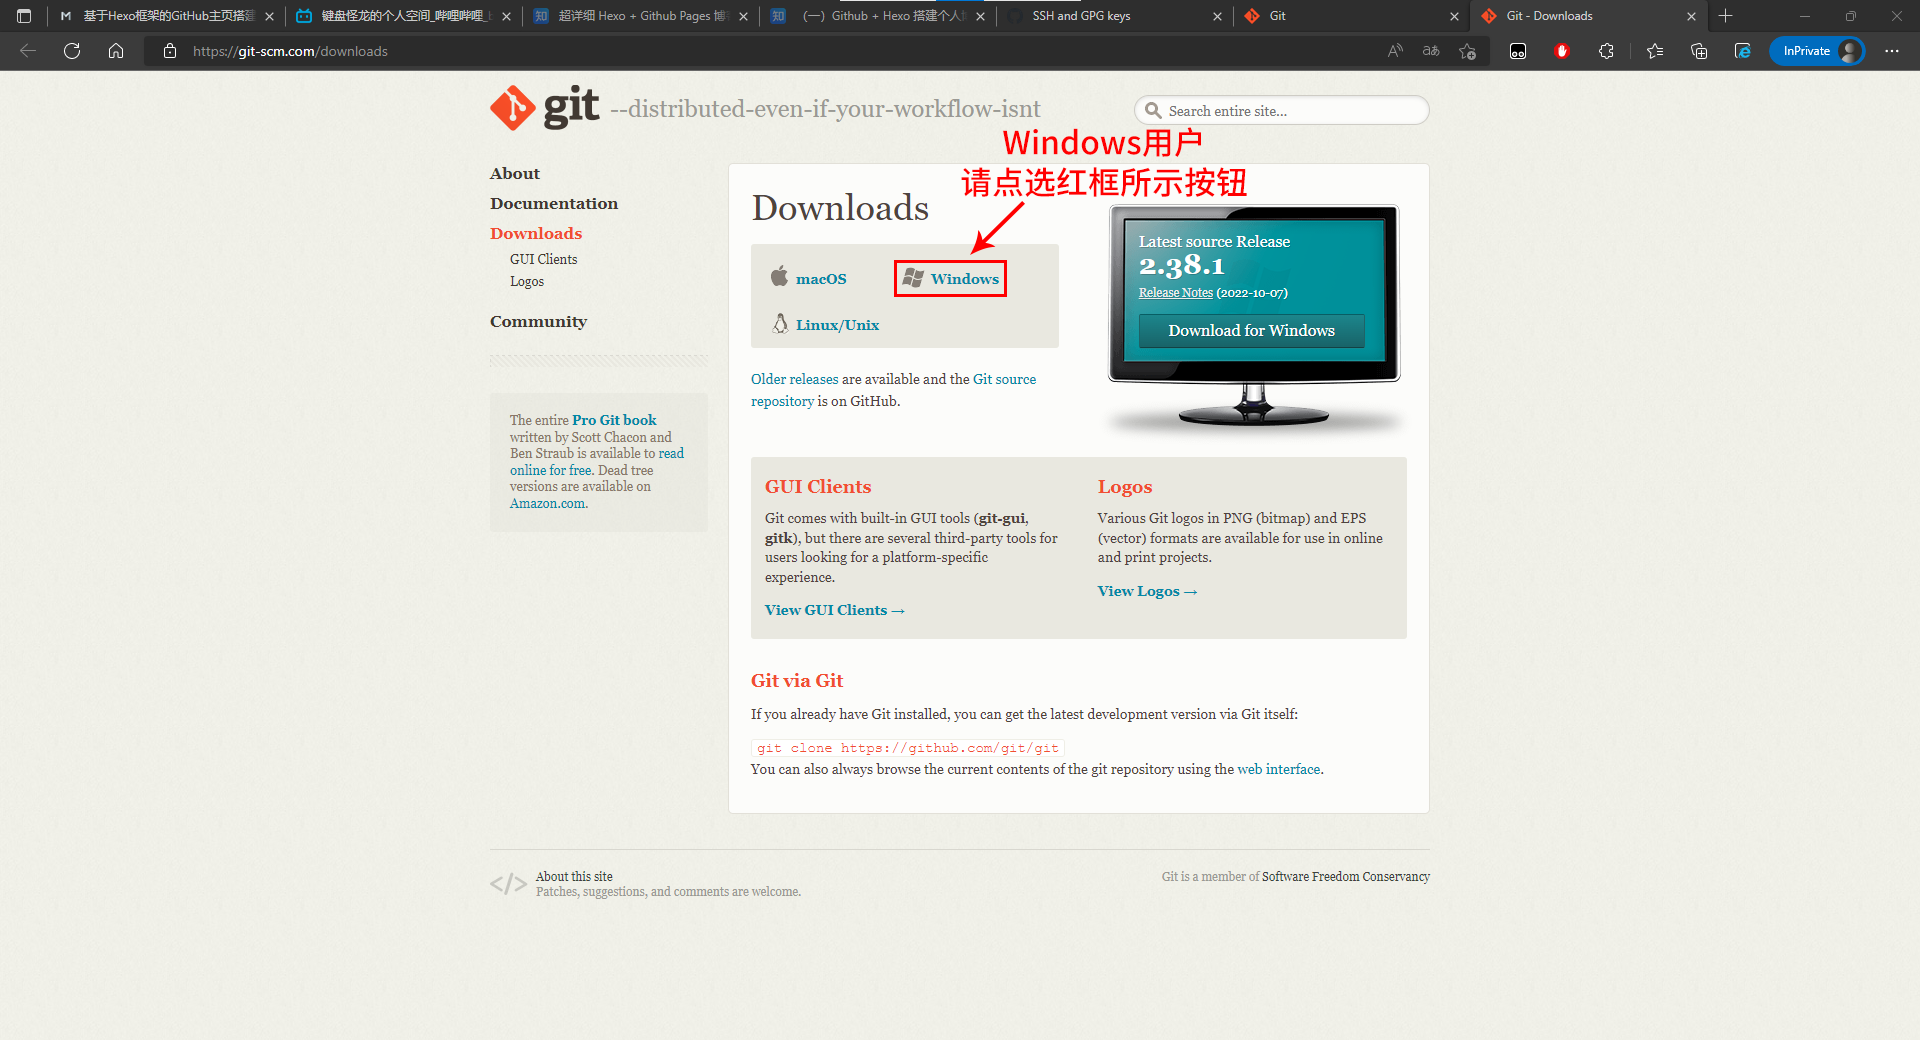 基于Hexo框架的GitHub主页搭建
键盘怪龙的个人空间_哔哩哔哩_b
超详细 Hexo + Github Pages 博
(一) Github + Hexo 搭建个人
SSH and GPG keys
Git
Git - Downloads
https://git-scm.com/downloads
InPrivate
git --distributed-even-if-your-workflow-isnt
Search entire site...
Windows用户
请点选红框所示按钮
About
Documentation
Downloads
GUI Clients
Logos
Community
The entire Pro Git book
written by Scott Chacon and
Ben Straub is available to read
online for free. Dead tree
versions are available on
Amazon.com.
Downloads
macOS
Windows
Linux/Unix
Older releases are available and the Git source
repository is on GitHub.
Latest source Release
2.38.1
Release Notes (2022-10-07)
Download for Windows
GUI Clients
Git comes with built-in GUI tools (git-gui,
gitk), but there are several third-party tools for
users looking for a platform-specific
experience.
View GUI Clients →
Logos
Various Git logos in PNG (bitmap) and EPS
(vector) formats are available for use in online
and print projects.
View Logos →
Git via Git
If you already have Git installed, you can get the latest development version via Git itself:
git clone https://github.com/git/git
You can also always browse the current contents of the git repository using the web interface.
</>
About this site
Patches, suggestions, and comments are welcome.
Git is a member of Software Freedom Conservancy